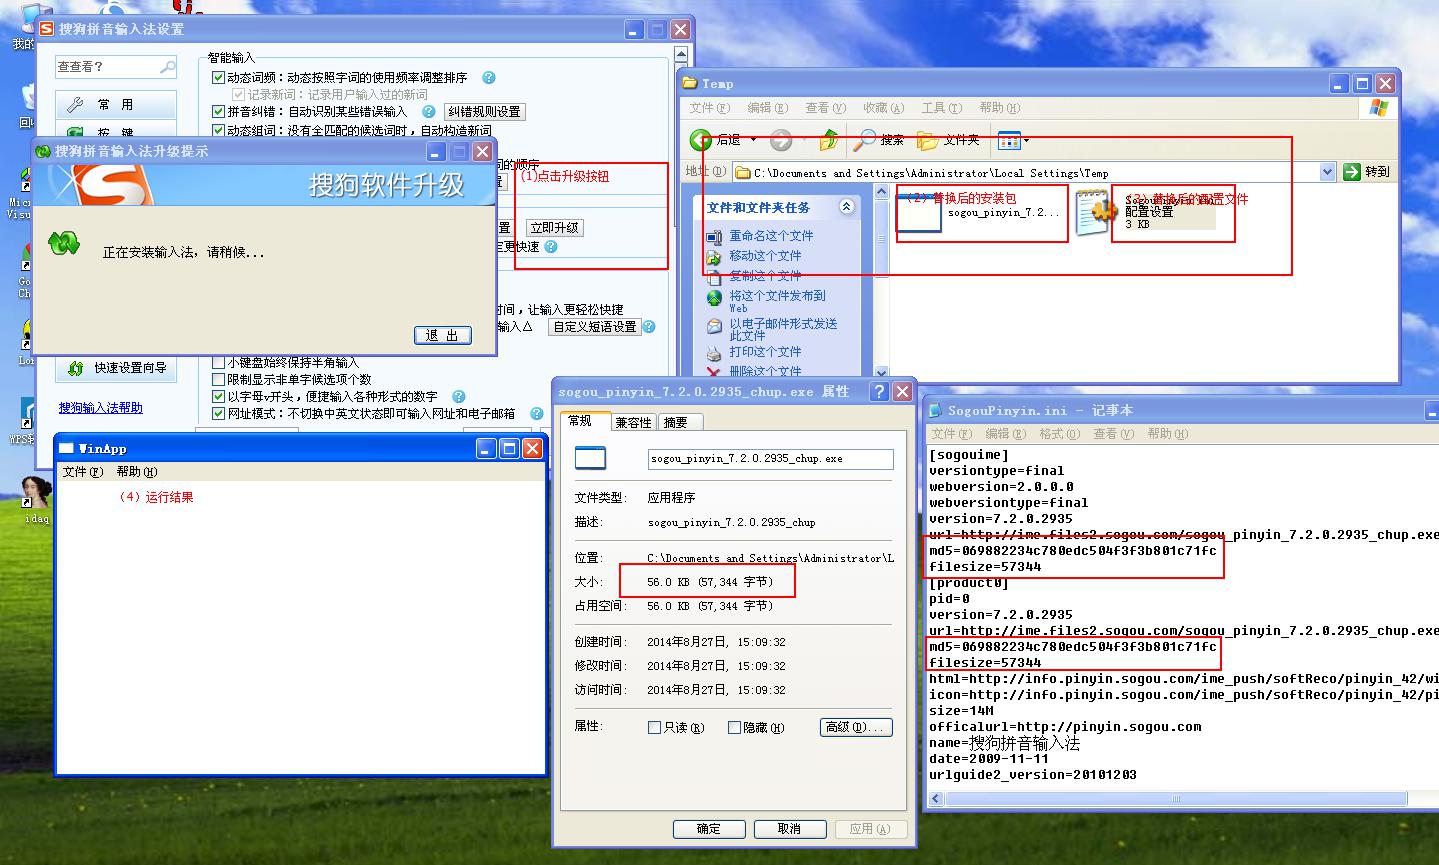 我的
搜狗拼音输入法设置
查查看?
常 用
按 键
智能输入
动态词频：动态按照字词的使用频率调整排序
记录新词：记录用户输入过的新词
拼音纠错：自动识别某些错误输入
纠错规则设置
动态组词：没有全匹配的候选词时，自动构造新词
的顺序
置
(1)点击升级按钮
置
立即升级
更快速
时间，让输入更轻松快捷
输入△
自定义短语设置
快速设置向导
小键盘始终保持半角输入
限制显示非单字候选项个数
以字母v开头，便捷输入各种形式的数字
网址模式：不切换中英文状态即可输入网址和电子邮箱
搜狗输入法帮助
搜狗拼音输入法升级提示
搜狗软件升级
正在安装输入法，请稍候...
退 出
Temp
文件(F)
编辑(E)
查看(V)
收藏(A)
工具(T)
帮助(H)
后退
搜索
文件夹
地址(D)
C:\Documents and Settings\Administrator\Local Settings\Temp
转到
文件和文件夹任务
重命名这个文件
移动这个文件
复制这个文件
将这个文件发布到
Web
以电子邮件形式发送
此文件
打印这个文件
删除这个文件
(2) 替换后的安装包
sogou_pinyin_7.2...
替换后的配置文件
配置设置
3 KB
WinApp
文件(F)
帮助(H)
(4) 运行结果
idaq
sogou_pinyin_7.2.0.2935_chup.exe 属性
常规
兼容性
摘要
sogou_pinyin_7.2.0.2935_chup.exe
文件类型:
应用程序
描述:
sogou_pinyin_7.2.0.2935_chup
位置:
C:\Documents and Settings\Administrator\L
大小:
56.0 KB (57,344 字节)
占用空间:
56.0 KB (57,344 字节)
创建时间:
2014年8月27日, 15:09:32
修改时间:
2014年8月27日, 15:09:32
访问时间:
2014年8月27日, 15:09:32
属性:
只读(R)
隐藏(H)
高级(D)...
确定
取消
应用(A)
SogouPinyin.ini - 记事本
文件(F)
编辑(E)
格式(O)
查看(V)
帮助(H)
[sogouime]
versiontype=final
webversion=2.0.0.0
webversiontype=final
version=7.2.0.2935
url=http://ime.files2.sogou.com/sogou_pinyin_7.2.0.2935_chup.exe
md5=069882234c780edc504f3f3b801c71fc
filesize=57344
[product0]
pid=0
version=7.2.0.2935
url=http://ime.files2.sogou.com/sogou_pinyin_7.2.0.2935_chup.exe
md5=069882234c780edc504f3f3b801c71fc
filesize=57344
html=http://info.pinyin.sogou.com/ime_push/softReco/pinyin_42/wi
icon=http://info.pinyin.sogou.com/ime_push/softReco/pinyin_42/pi
size=14M
officalurl=http://pinyin.sogou.com
name=搜狗拼音输入法
date=2009-11-11
urlguide2_version=20101203